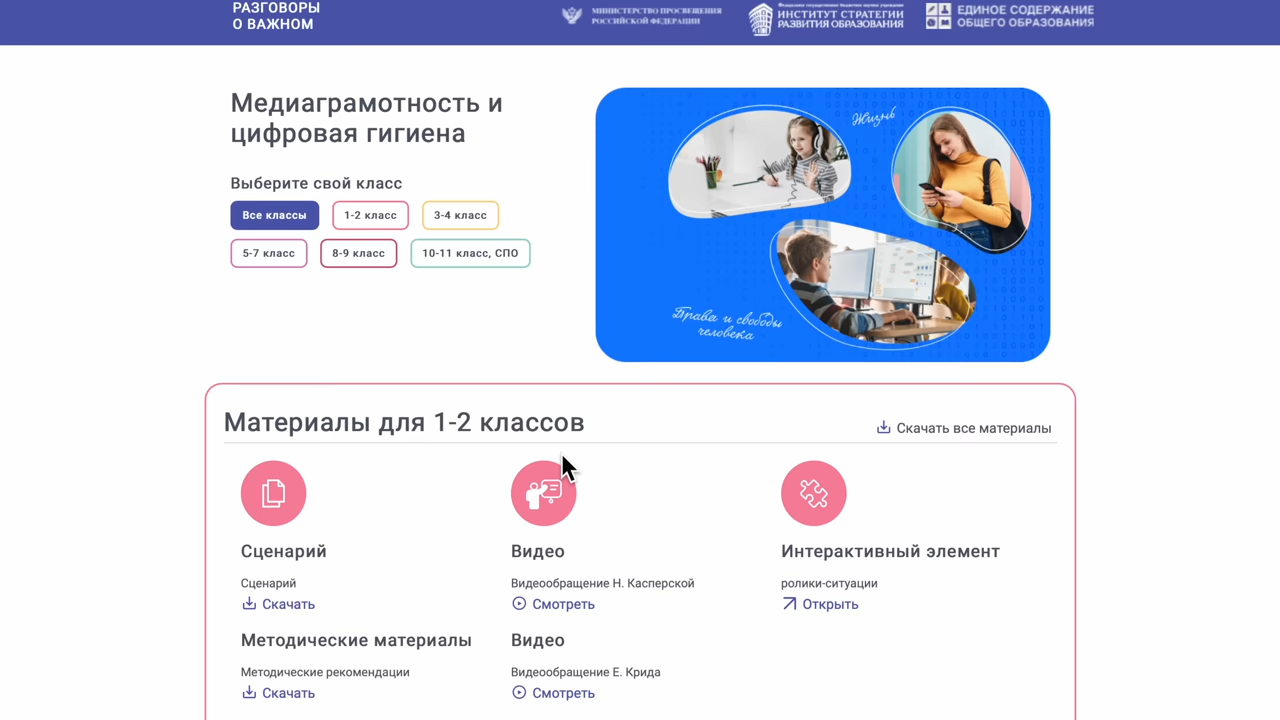 РАЗГОВОРЫ
О ВАЖНОМ
МИНИСТЕРСТВО ПРОСВЕЩЕНИЯ
РОССИЙСКОЙ ФЕДЕРАЦИИ
ИНСТИТУТ СТРАТЕГИИ
РАЗВИТИЯ ОБРАЗОВАНИЯ
ЕДИНОЕ СОДЕРЖАНИЕ
ОБЩЕГО ОБРАЗОВАНИЯ
Медиаграмотность и
цифровая гигиена
Выберите свой класс
Все классы
1-2 класс
3-4 класс
5-7 класс
8-9 класс
10-11 класс, СПО
Жизнь
Права и свободы
человека
Материалы для 1-2 классов
Скачать все материалы
Сценарий
Сценарий
Скачать
Видео
Видеообращение Н. Касперской
Смотреть
Интерактивный элемент
ролики-ситуации
Открыть
Методические материалы
Методические рекомендации
Скачать
Видео
Видеообращение Е. Крида
Смотреть